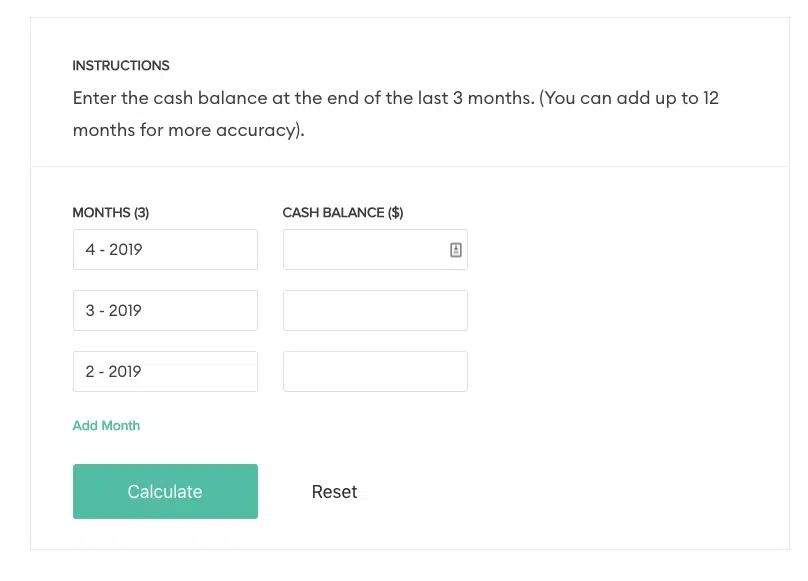 INSTRUCTIONS
Enter the cash balance at the end of the last 3 months. (You can add up to 12
months for more accuracy).
MONTHS (3)
CASH BALANCE ($)
4 - 2019
3 - 2019
2 - 2019
Add Month
Calculate
Reset